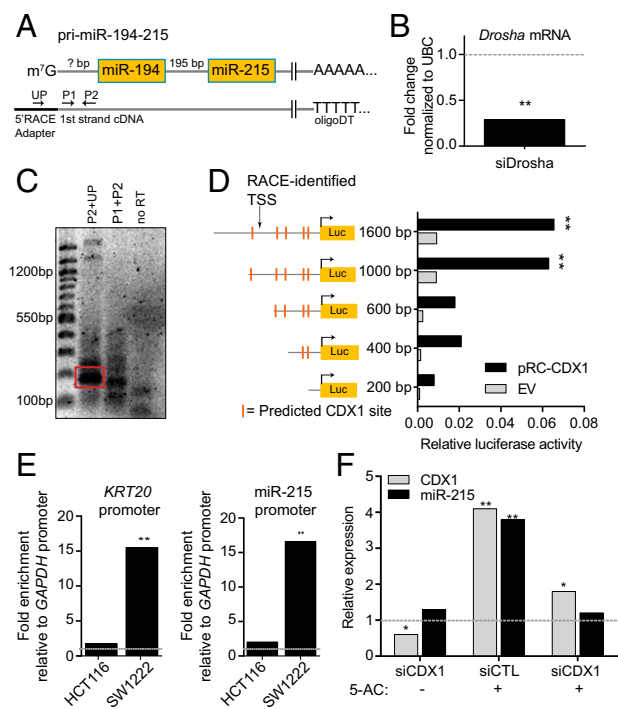 A
pri-miR-194-215
? bp
195 bp
m7G
miR-194
miR-215
AAAAA...
UP
P1
P2
TTTTT...
5'RACE
Adapter
1st strand cDNA
oligoDT
B
Drosha mRNA
Fold change
normalized to UBC
1.0
0.5
0.0
**
siDrosha
C
P2+UP
P1+P2
no RT
1200bp
550bp
100bp
D
RACE-identified
TSS
Luc
1600 bp
**
Luc
1000 bp
**
Luc
600 bp
Luc
400 bp
Luc
200 bp
pRC-CDX1
EV
= Predicted CDX1 site
0.00
0.02
0.04
0.06
0.08
Relative luciferase activity
E
KRT20
promoter
Fold enrichment
relative to GAPDH promoter
20
15
10
5
0
**
HCT116
SW1222
miR-215
promoter
Fold enrichment
relative to GAPDH promoter
20
15
10
5
0
**
HCT116
SW1222
F
CDX1
miR-215
Relative expression
5
4
3
2
1
0
*
**
**
*
siCDX1
siCTL
siCDX1
5-AC:
-
+
+